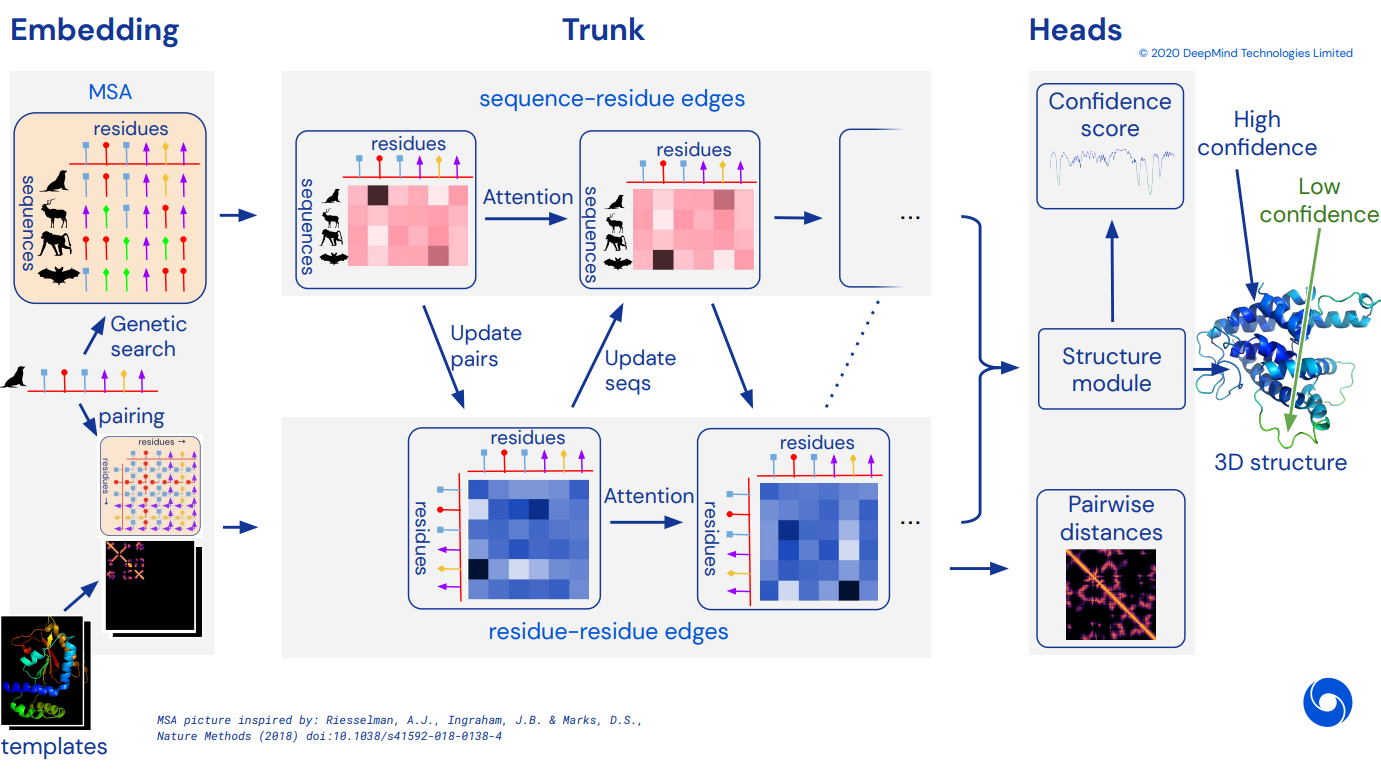 Embedding
Trunk
Heads
© 2020 DeepMind Technologies Limited
MSA
residues
sequences
Genetic
search
pairing
residues →
residues →
templates
sequence-residue edges
residues
sequences
Attention
residues
sequences
...
Update
pairs
Update
seqs
residues
residues
Attention
residues
residues
...
residue-residue edges
Confidence
score
High
confidence
Low
confidence
Structure
module
3D structure
Pairwise
distances
MSA picture inspired by: Riesselman, A.J., Ingraham, J.B. & Marks, D.S.,
Nature Methods (2018) doi:10.1038/s41592-018-0138-4